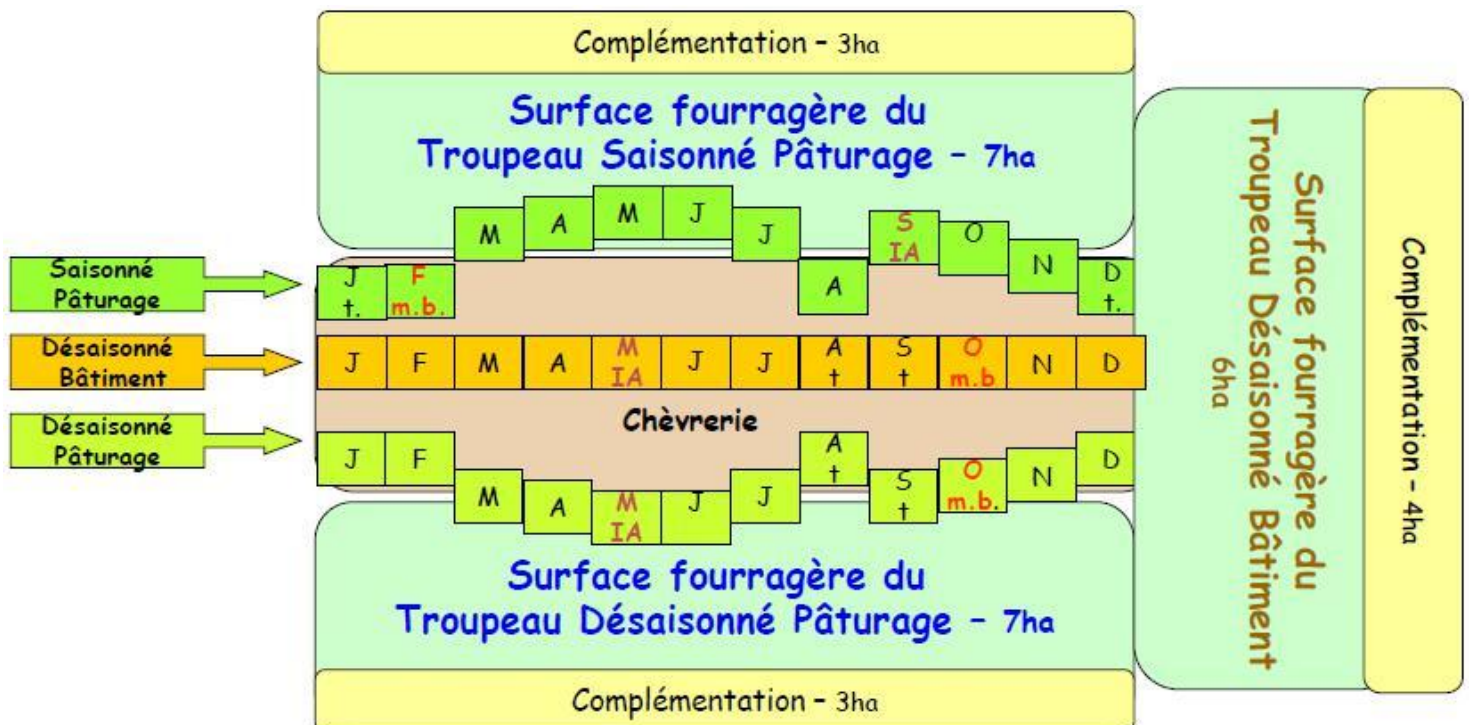 Complémentation – 3ha
Surface fourragère du
Troupeau Saisonné Pâturage – 7ha
Saisonné
Pâturage
J
t.
F
m.b.
M
A
M
J
J
A
S
IA
O
N
D
t.
Désaisonné
Bâtiment
J
F
M
A
M
IA
J
J
A
t
S
t
O
m.b
N
D
Chèvrerie
Désaisonné
Pâturage
J
F
M
A
M
IA
J
J
A
t
S
t
O
m.b.
N
D
Surface fourragère du
Troupeau Désaisonné Pâturage – 7ha
Complémentation – 3ha
Surface fourragère du
Troupeau Désaisonné Bâtiment
6ha
Complémentation – 4ha